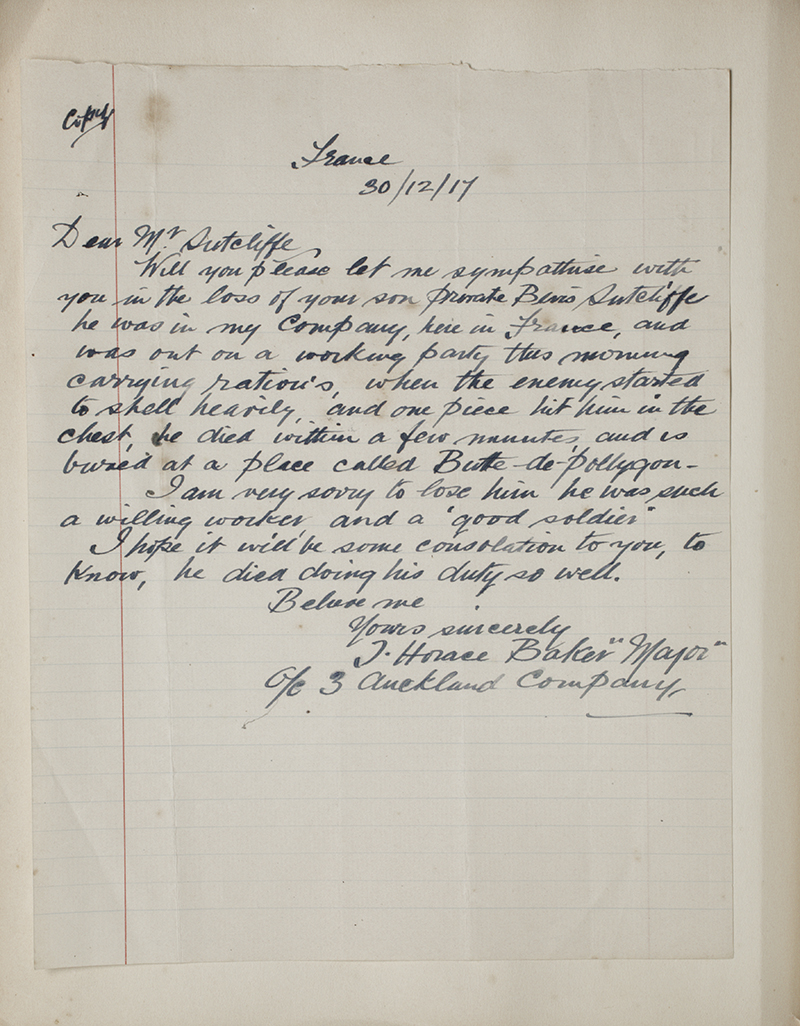 Copy
France
30/12/17
Dear Mr Sutcliffe
Will you please let me sympathise with
you in the loss of your son private Bevis Sutcliffe
he was in my Company, here in France, and
was out on a working party this morning
carrying ration's, when the enemy started
to shell heavily, and one piece hit him in the
chest, he died within a few minutes, and is
buried at a place called Butte-de-pollygon-
I am very sorry to lose him he was such
a willing worker and a "good soldier"
I hope it will be some consolation to you, to
Know, he died doing his duty so well.
Believe me
Yours sincerely
J. Horace Baker "Major"
O/c 3 Auckland Company